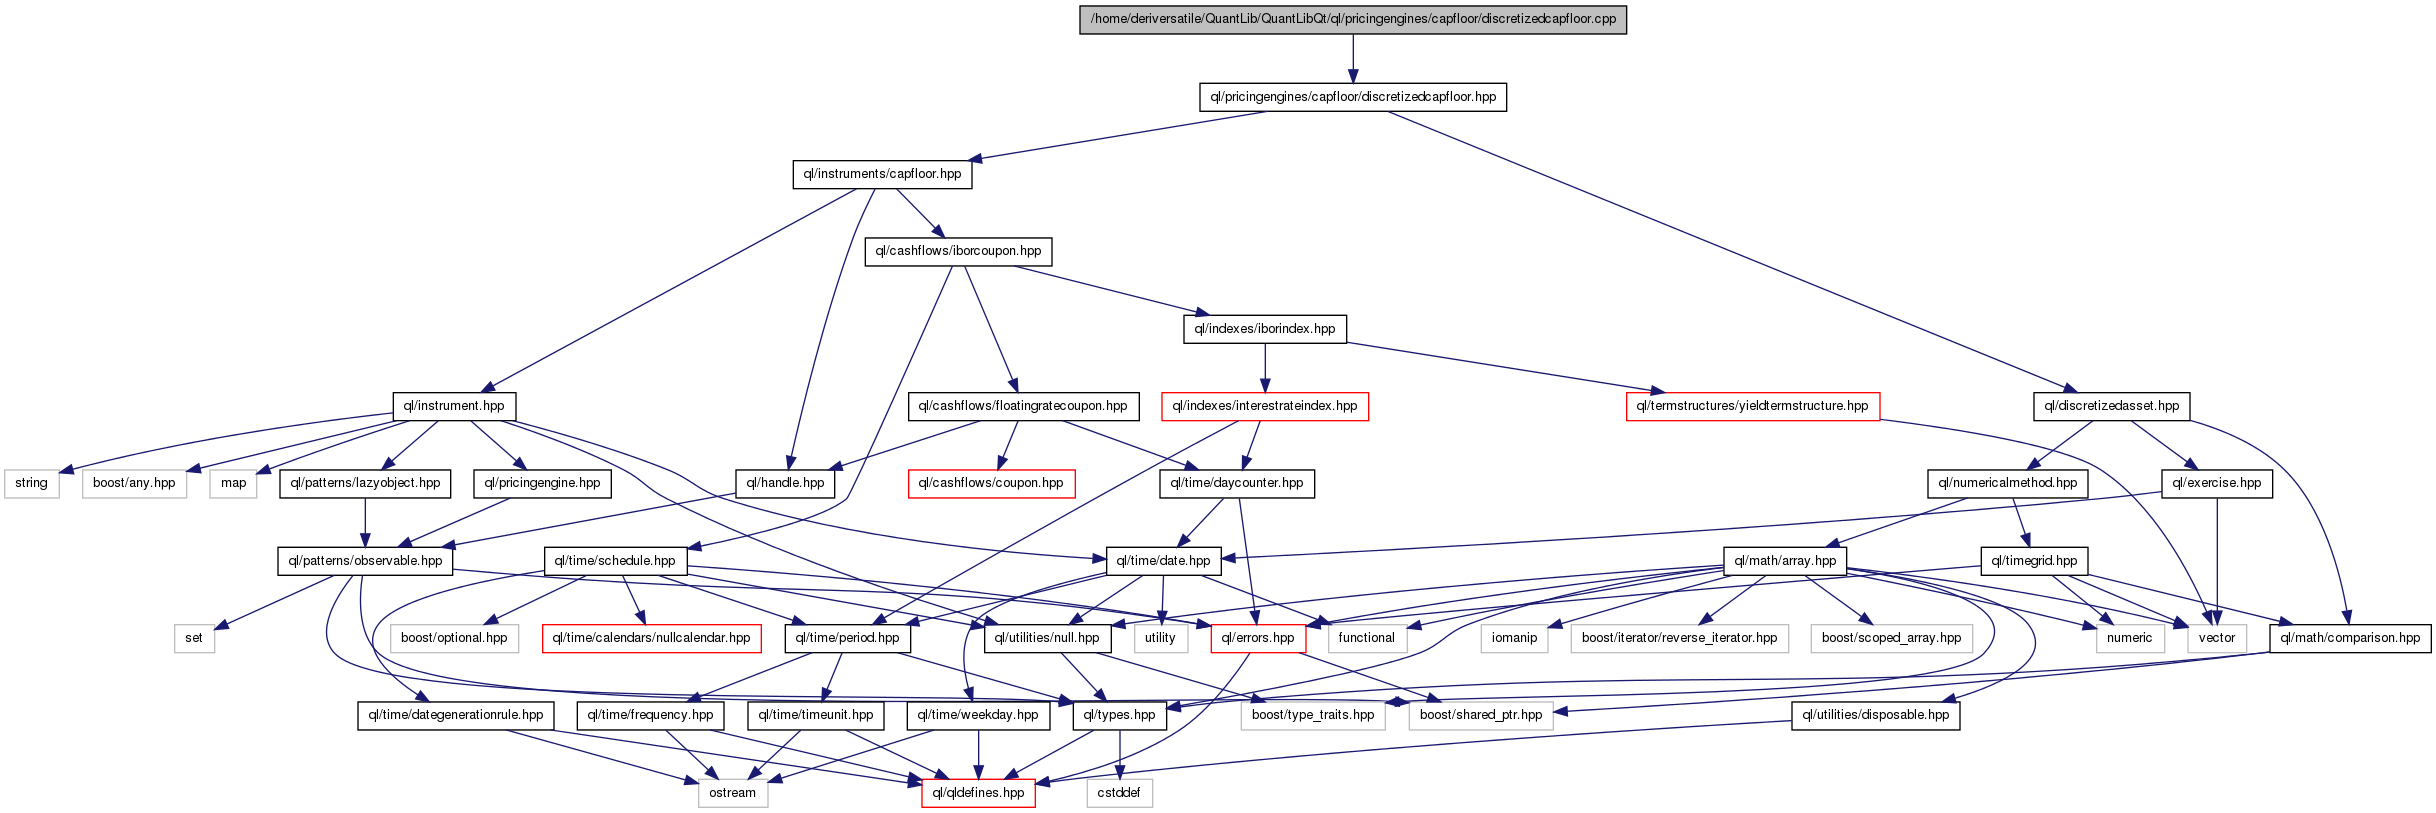 /home/deriversatile/QuantLib/QuantLibQt/ql/pricingengines/capfloor/discretizedcapfloor.cpp
ql/pricingengines/capfloor/discretizedcapfloor.hpp
ql/instruments/capfloor.hpp
ql/cashflows/iborcoupon.hpp
ql/indexes/iborindex.hpp
ql/instrument.hpp
ql/cashflows/floatingratecoupon.hpp
ql/indexes/interestrateindex.hpp
ql/termstructures/yieldtermstructure.hpp
ql/discretizedasset.hpp
string
boost/any.hpp
map
ql/patterns/lazyobject.hpp
ql/pricingengine.hpp
ql/handle.hpp
ql/cashflows/coupon.hpp
ql/time/daycounter.hpp
ql/numericalmethod.hpp
ql/exercise.hpp
ql/patterns/observable.hpp
ql/time/schedule.hpp
ql/time/date.hpp
ql/math/array.hpp
ql/timegrid.hpp
set
boost/optional.hpp
ql/time/calendars/nullcalendar.hpp
ql/time/period.hpp
ql/utilities/null.hpp
utility
ql/errors.hpp
functional
iomanip
boost/iterator/reverse_iterator.hpp
boost/scoped_array.hpp
numeric
vector
ql/math/comparison.hpp
ql/time/dategenerationrule.hpp
ql/time/frequency.hpp
ql/time/timeunit.hpp
ql/time/weekday.hpp
ql/types.hpp
boost/type_traits.hpp
boost/shared_ptr.hpp
ql/utilities/disposable.hpp
ostream
ql/qldefines.hpp
cstddef